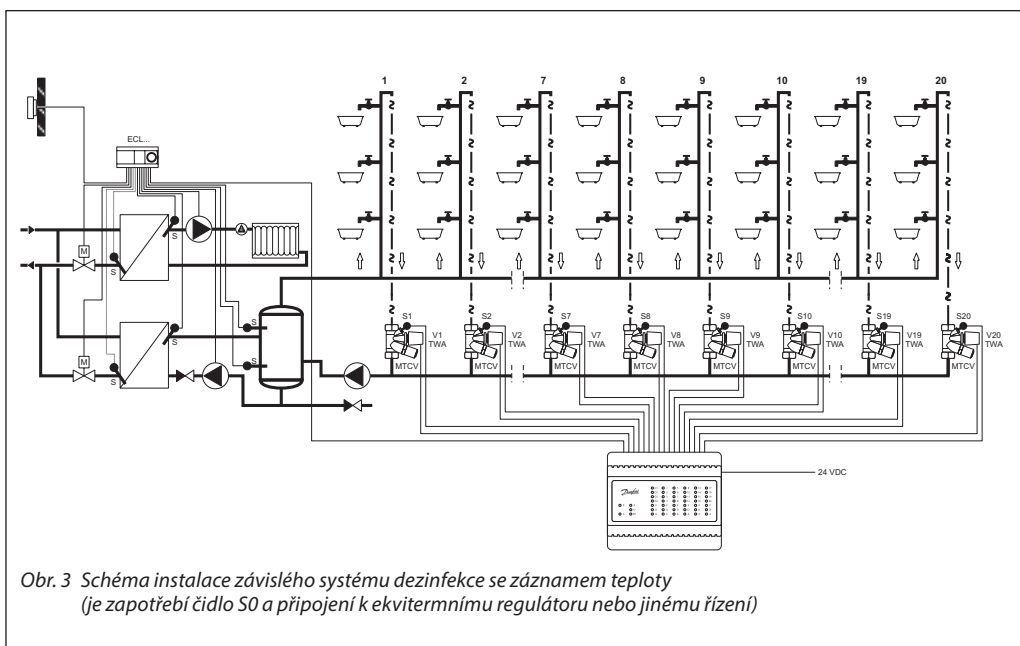 1 2 7 8 9 10 19 20
ECL...
M
S
S
M
S
S
S
S
S1 S2 S7 S8 S9 S10 S19 S20
V1 V2 V7 V8 V9 V10 V19 V20
TWA TWA TWA TWA TWA TWA TWA TWA
MTCV MTCV MTCV MTCV MTCV MTCV MTCV MTCV
24 VDC
Danfoss
Obr. 3 Schéma instalace závislého systému dezinfekce se záznamem teploty
(je zapotřebí čidlo S0 a připojení k ekvitermnímu regulátoru nebo jinému řízení)